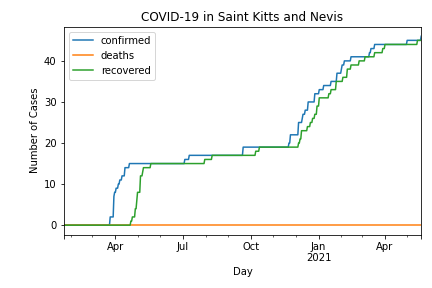 COVID-19 in Saint Kitts and Nevis
confirmed
deaths
recovered
Number of Cases
40
30
20
10
0
Apr
Jul
Oct
Jan
2021
Apr
Day